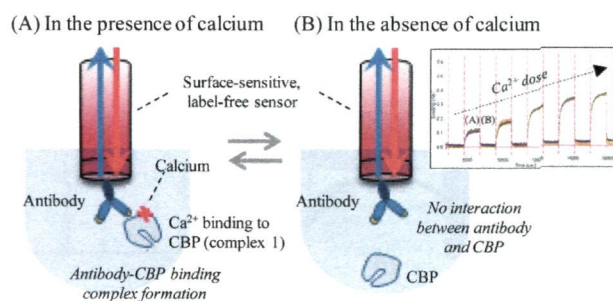 (A) In the presence of calcium
(B) In the absence of calcium
Surface-sensitive,
label-free sensor
Ca²⁺ dose
(A)(B)
Antibody
Calcium
Ca²⁺ binding to
CBP (complex 1)
Antibody-CBP binding
complex formation
Antibody
No interaction
between antibody
and CBP
CBP